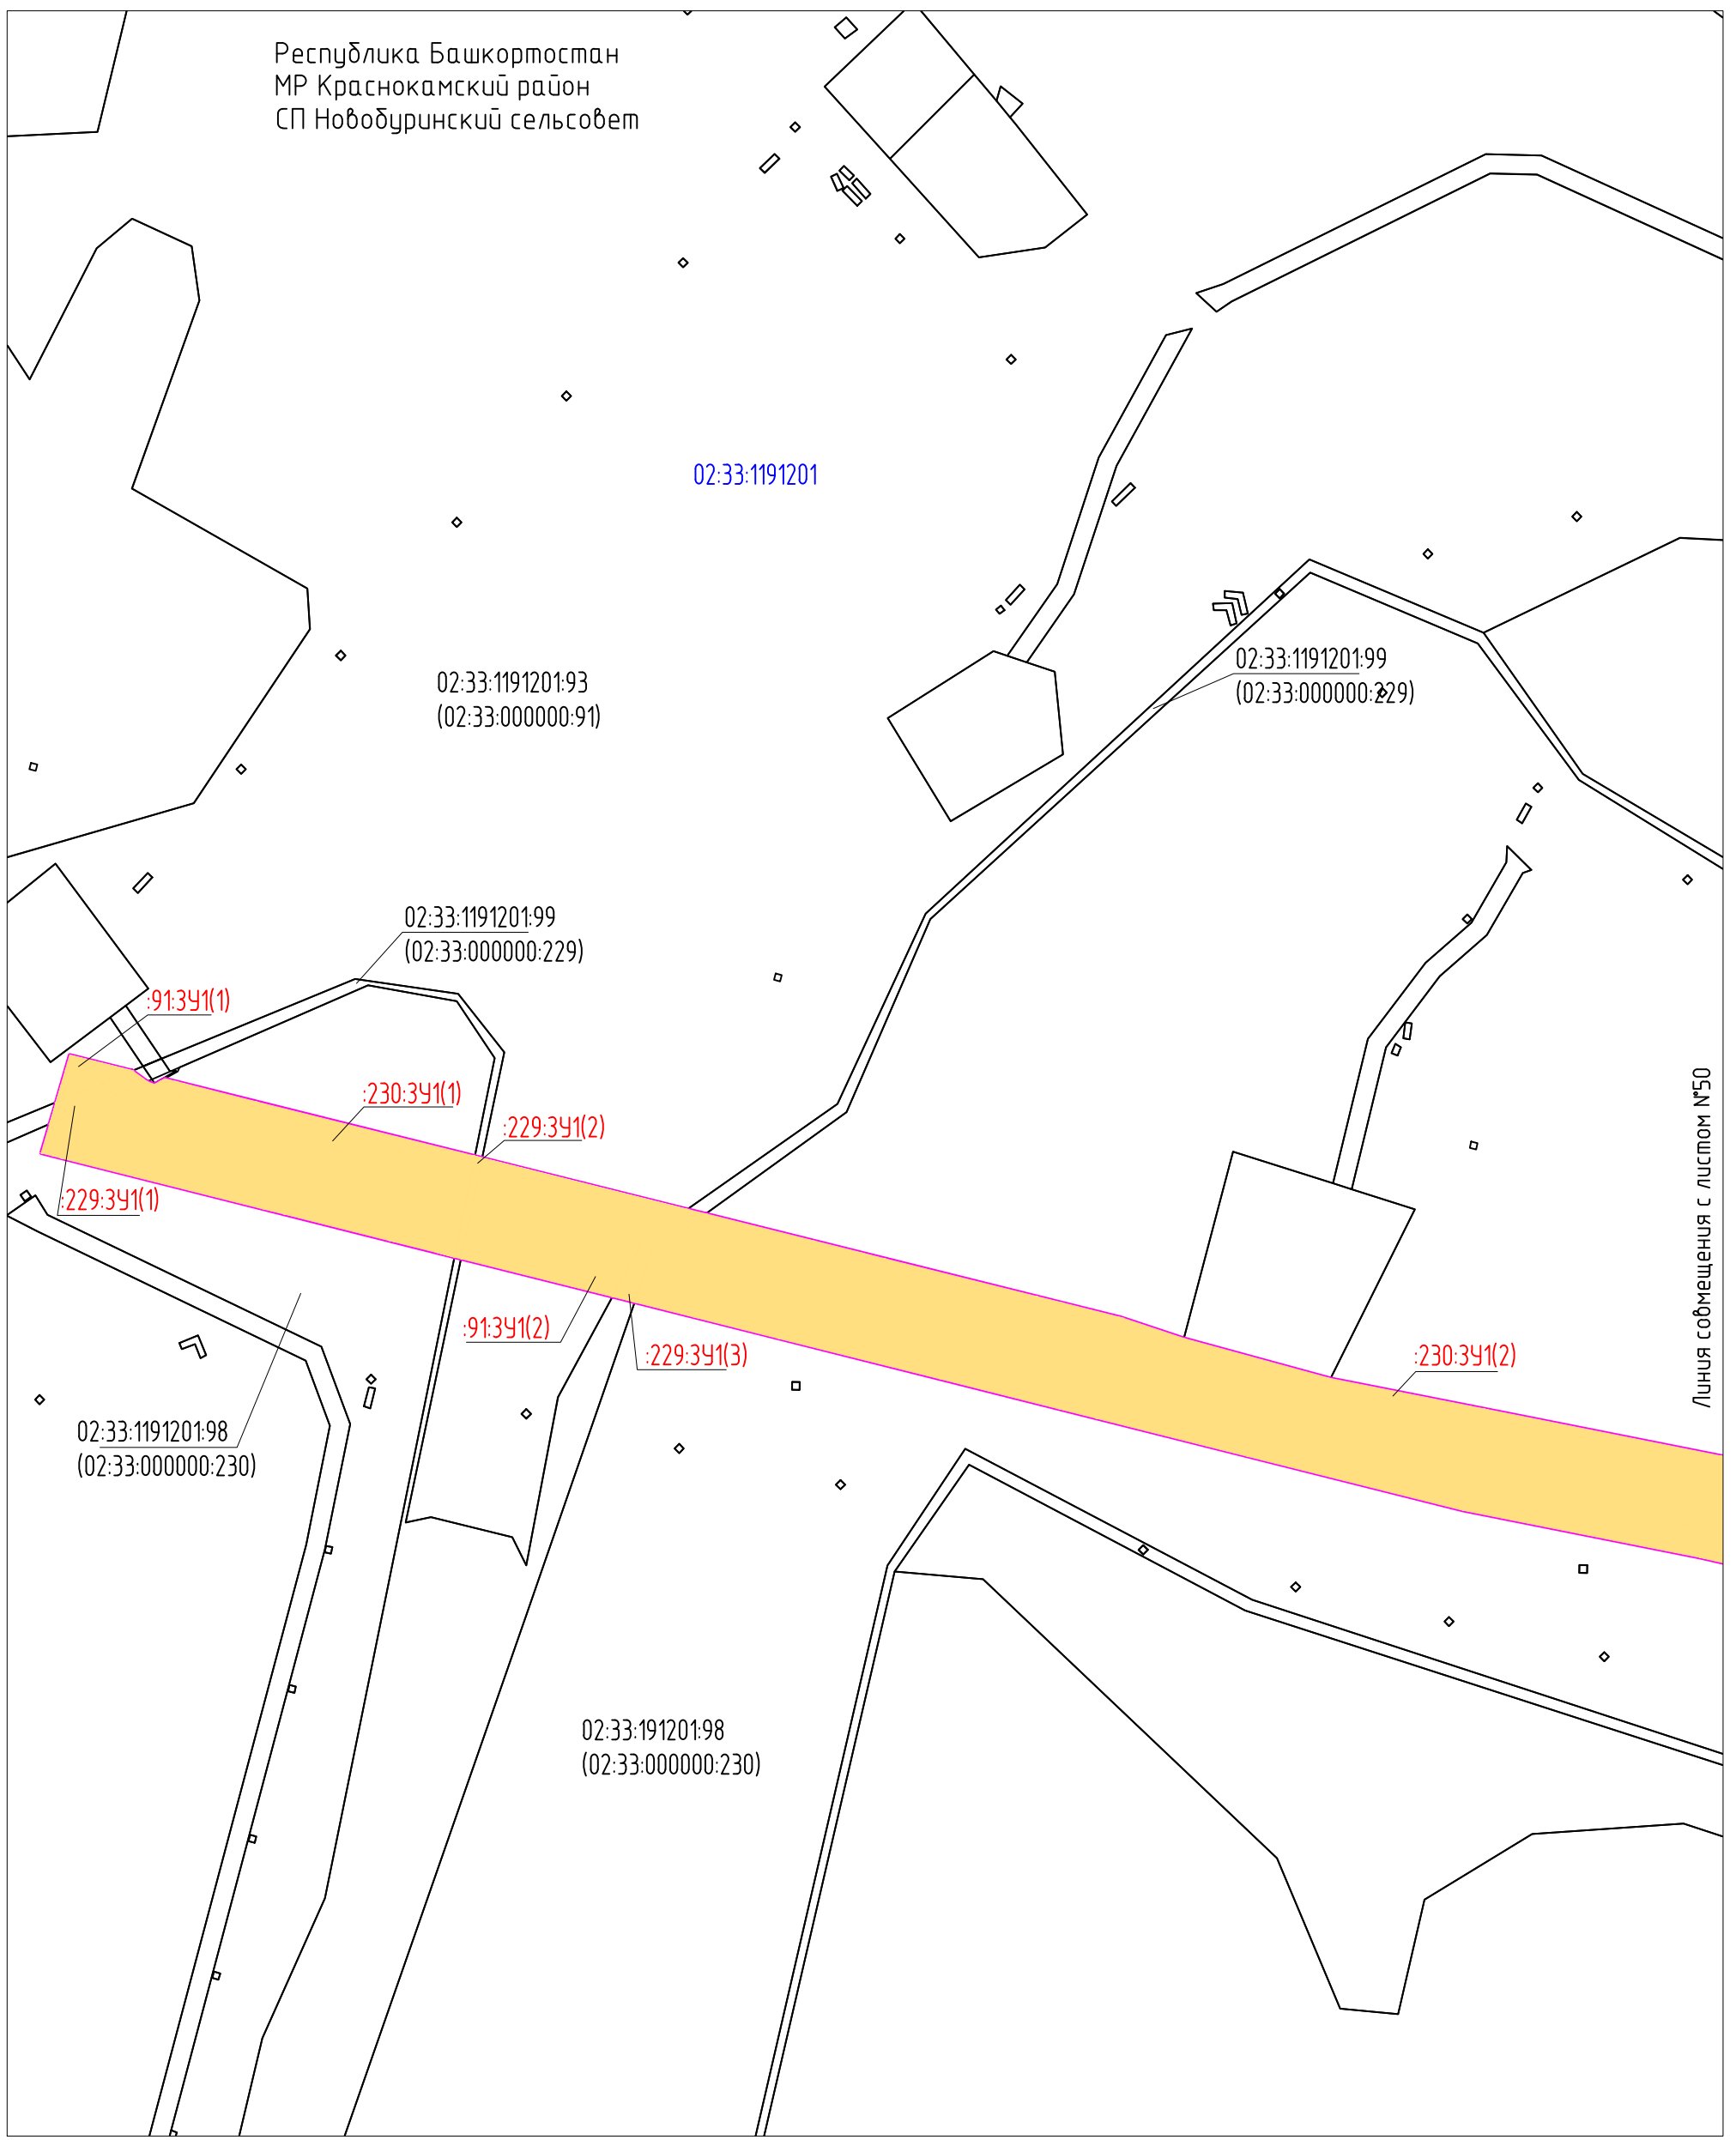 Республика Башкортостан
МР Краснокамский район
СП Новобуринский сельсовет
02:33:1191201
02:33:1191201:93
(02:33:000000:91)
02:33:1191201:99
(02:33:000000:229)
02:33:1191201:99
(02:33:000000:229)
:91:ЗУ1(1)
:230:ЗУ1(1)
:229:ЗУ1(2)
:229:ЗУ1(1)
:91:ЗУ1(2)
:229:ЗУ1(3)
:230:ЗУ1(2)
Линия совмещения с листом №50
02:33:1191201:98
(02:33:000000:230)
02:33:191201:98
(02:33:000000:230)